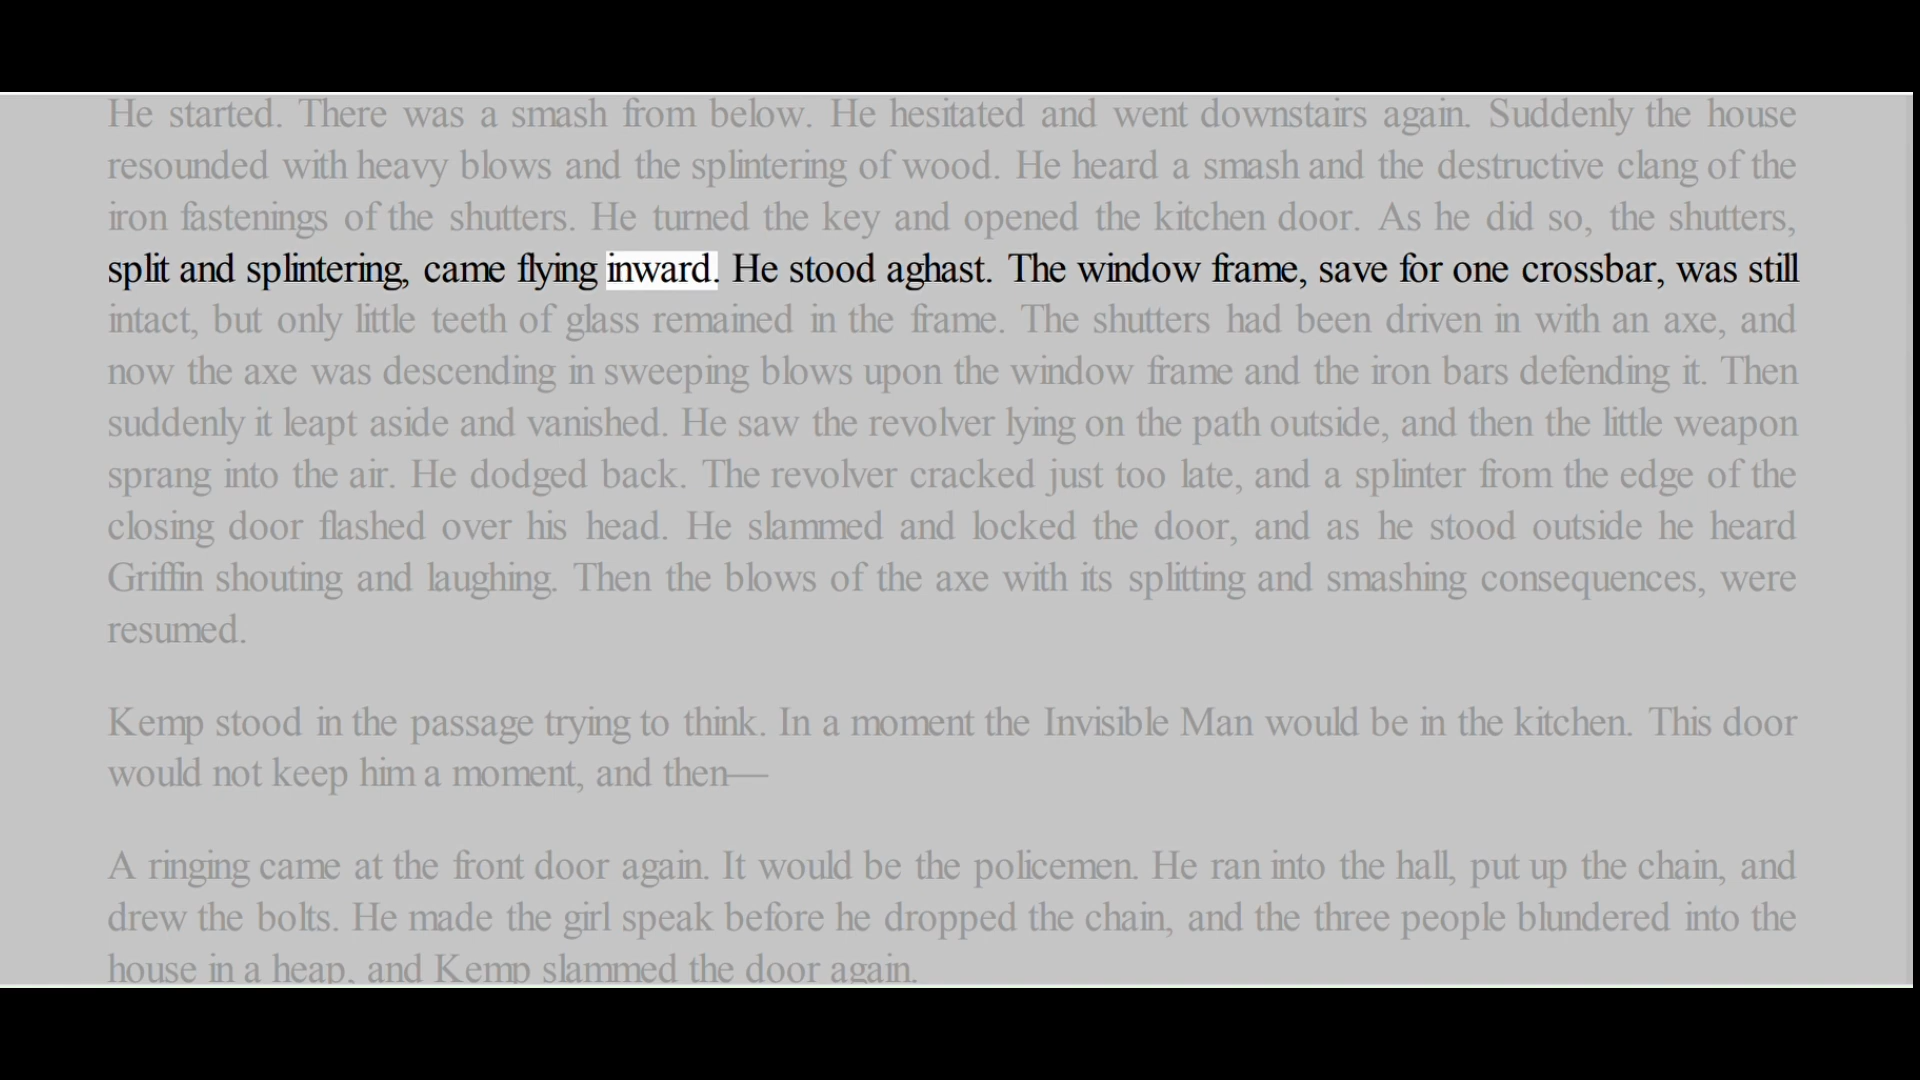 He started. There was a smash from below. He hesitated and went downstairs again. Suddenly the house
resounded with heavy blows and the splintering of wood. He heard a smash and the destructive clang of the
iron fastenings of the shutters. He turned the key and opened the kitchen door. As he did so, the shutters,
split and splintering, came flying inward. He stood aghast. The window frame, save for one crossbar, was still
intact, but only little teeth of glass remained in the frame. The shutters had been driven in with an axe, and
now the axe was descending in sweeping blows upon the window frame and the iron bars defending it. Then
suddenly it leapt aside and vanished. He saw the revolver lying on the path outside, and then the little weapon
sprang into the air. He dodged back. The revolver cracked just too late, and a splinter from the edge of the
closing door flashed over his head. He slammed and locked the door, and as he stood outside he heard
Griffin shouting and laughing. Then the blows of the axe with its splitting and smashing consequences, were
resumed.
Kemp stood in the passage trying to think. In a moment the Invisible Man would be in the kitchen. This door
would not keep him a moment, and then—
A ringing came at the front door again. It would be the policemen. He ran into the hall, put up the chain, and
drew the bolts. He made the girl speak before he dropped the chain, and the three people blundered into the
house in a heap, and Kemp slammed the door again.